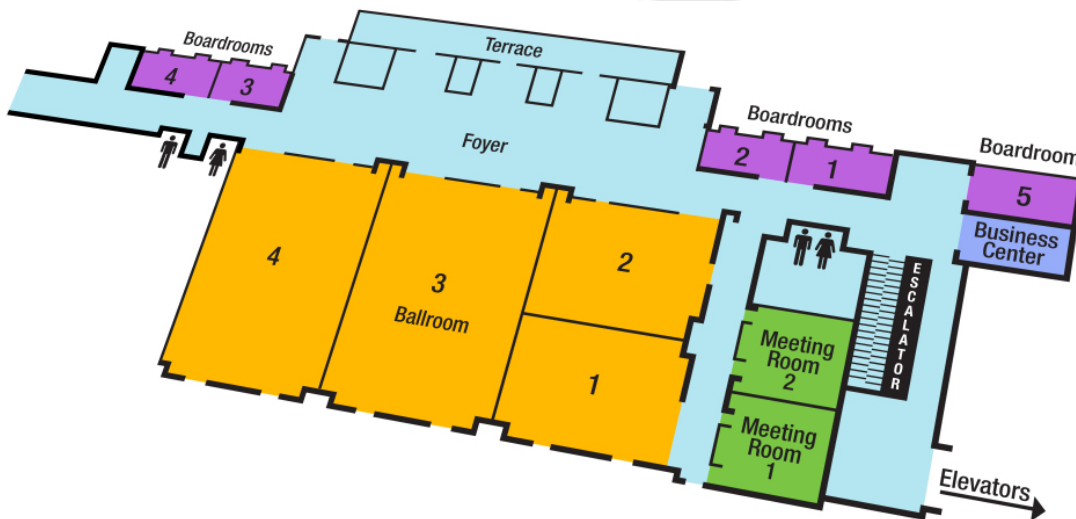 Boardrooms
4
3
Terrace
Foyer
Boardrooms
2
1
Boardroom
5
Business
Center
4
3
Ballroom
2
1
ESCALATOR
Meeting
Room
2
Meeting
Room
1
Elevators